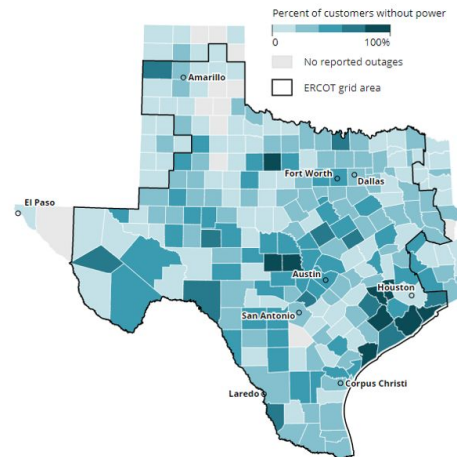 Percent of customers without power
0 100%
No reported outages
ERCOT grid area
Amarillo
Fort Worth
Dallas
El Paso
Austin
Houston
San Antonio
Laredo
Corpus Christi